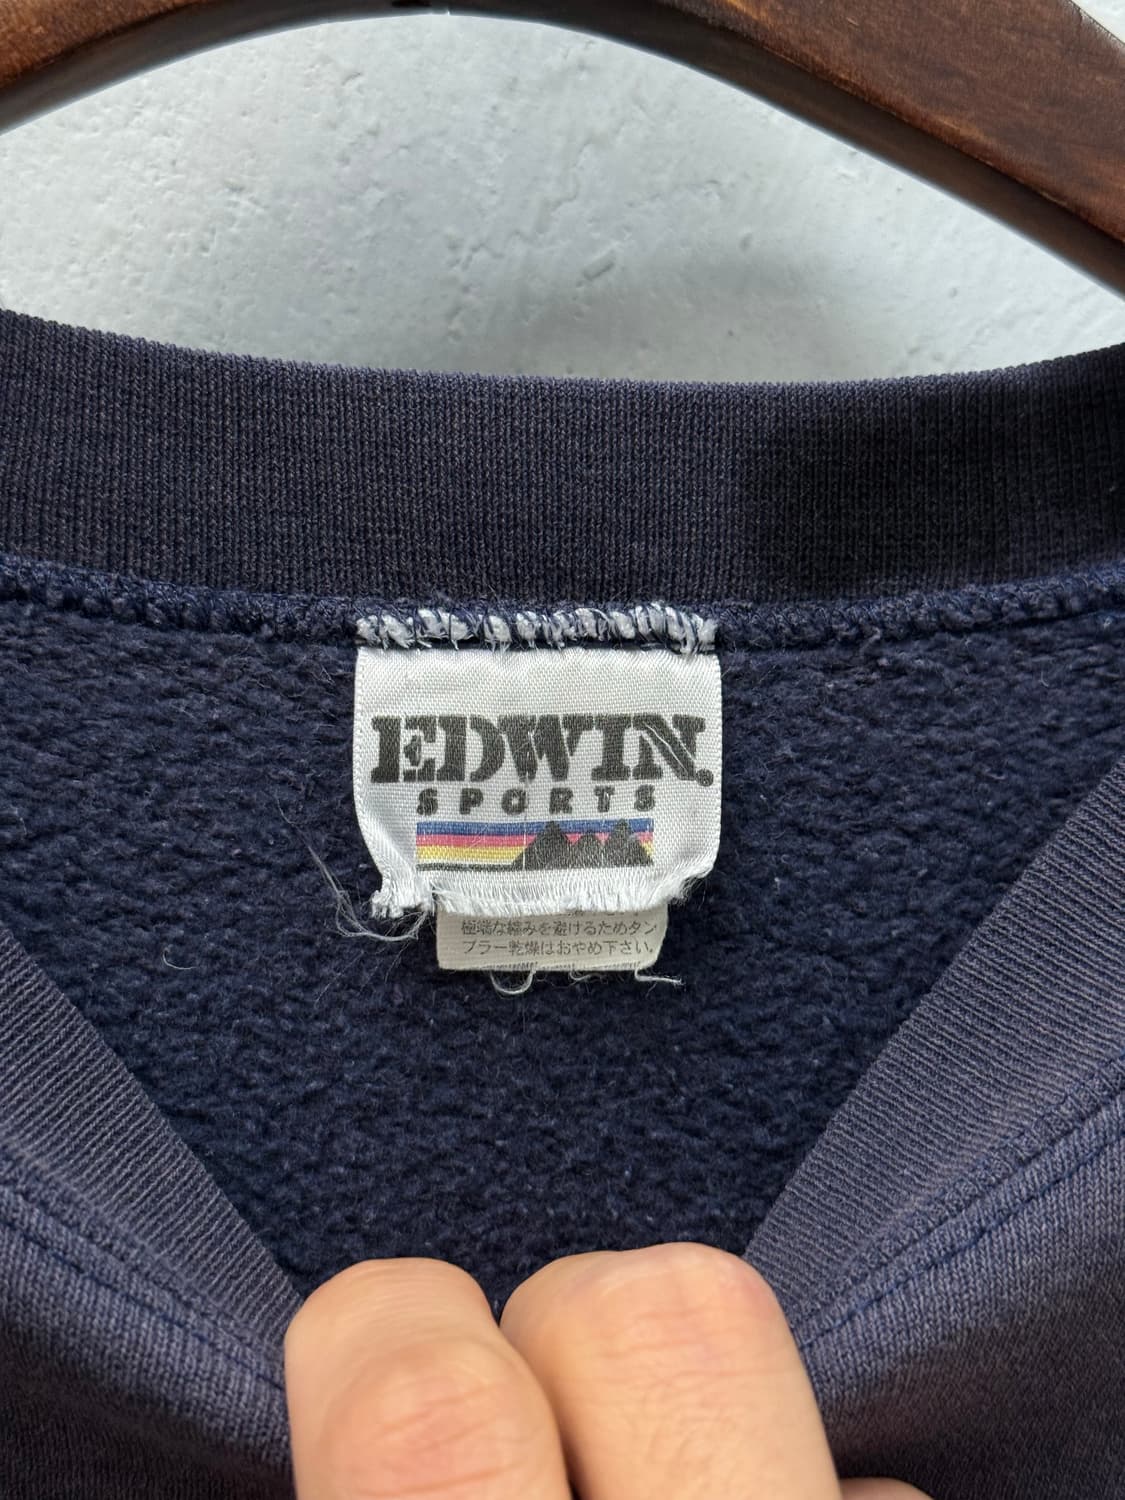 EDWIN.
SPORTS
極端な縮みを避けるためタン
ブラー乾燥はおやめ下さい。